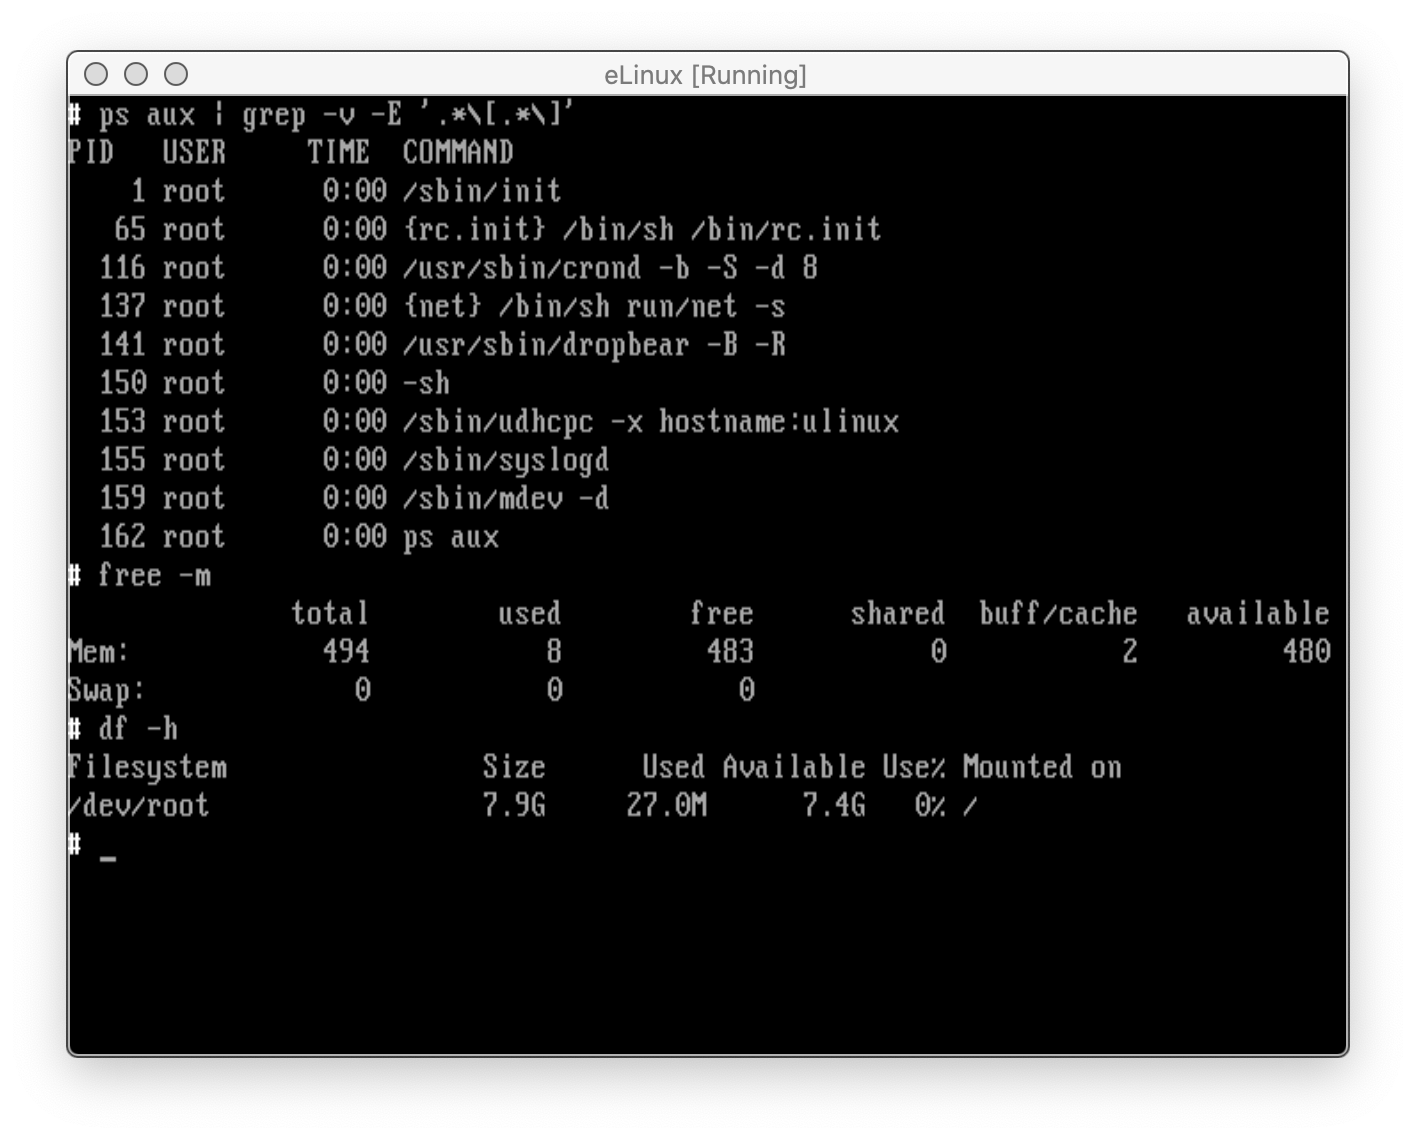 eLinux [Running]
# ps aux | grep -v -E '.*\[.*\]'
PID   USER     TIME  COMMAND
    1 root      0:00 /sbin/init
   65 root      0:00 {rc.init} /bin/sh /bin/rc.init
  116 root      0:00 /usr/sbin/crond -b -S -d 8
  137 root      0:00 {net} /bin/sh run/net -s
  141 root      0:00 /usr/sbin/dropbear -B -R
  150 root      0:00 -sh
  153 root      0:00 /sbin/udhcpc -x hostname:ulinux
  155 root      0:00 /sbin/syslogd
  159 root      0:00 /sbin/mdev -d
  162 root      0:00 ps aux
# free -m
              total        used        free      shared  buff/cache   available
Mem:            494           8         483           0           2         480
Swap:             0           0           0
# df -h
Filesystem                Size      Used Available Use% Mounted on
/dev/root                 7.9G     27.0M      7.4G   0% /
# _